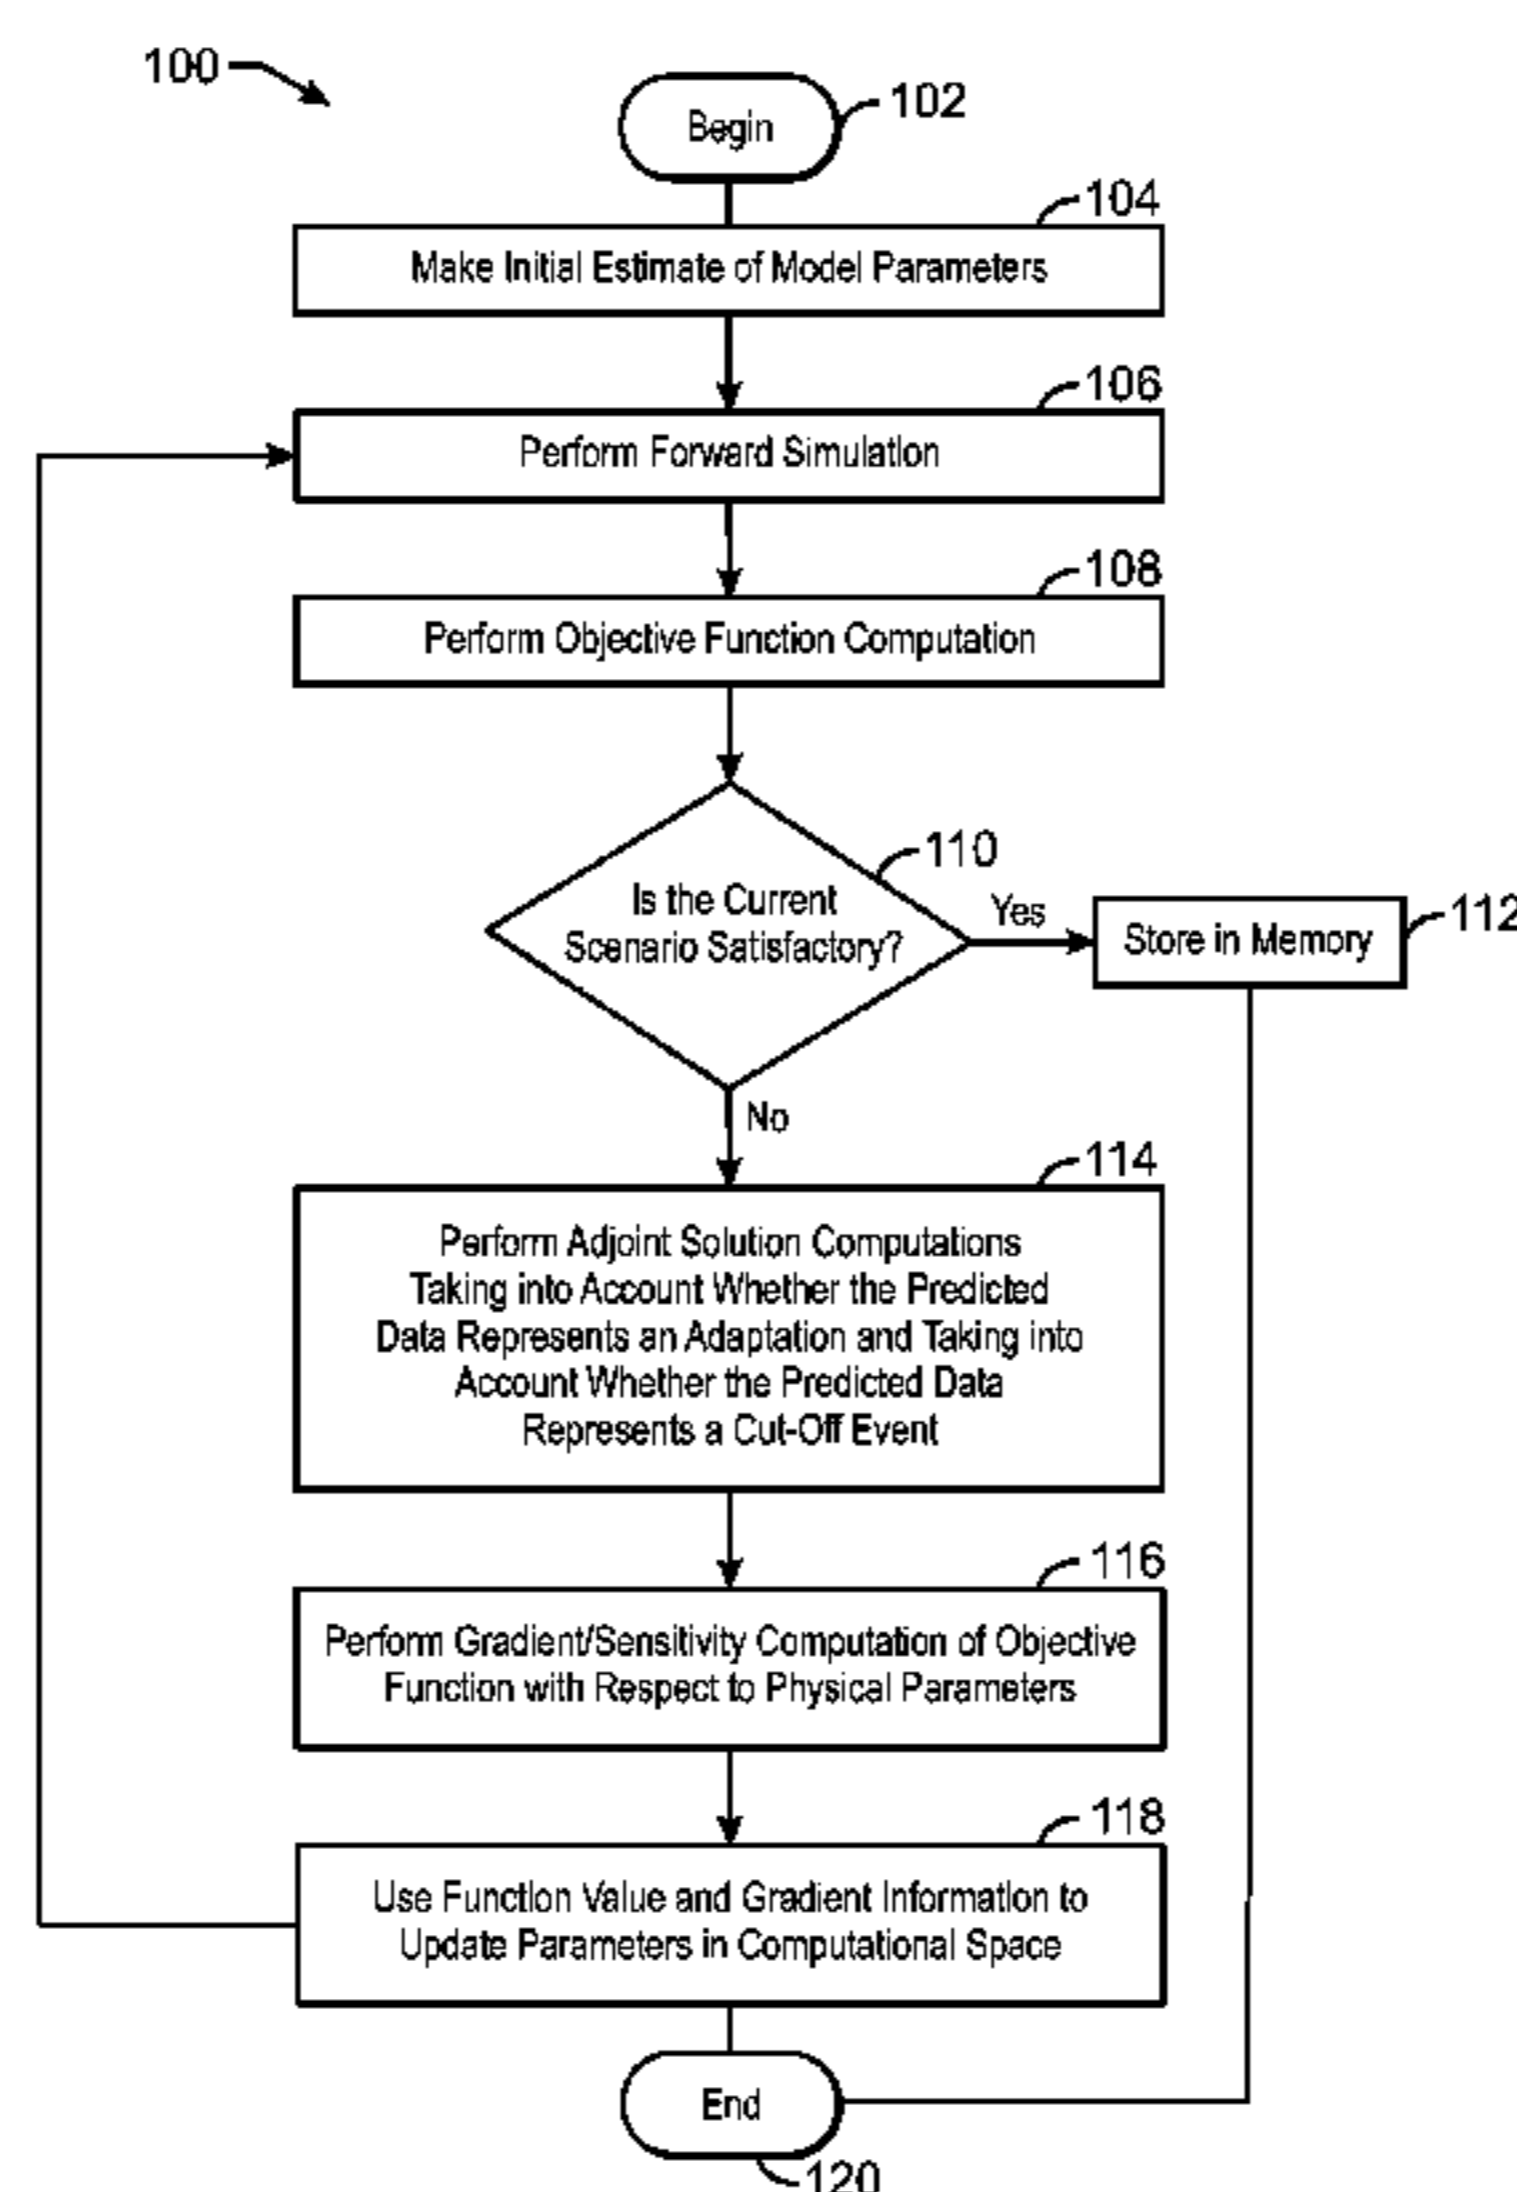 100
Begin
102
104
Make Initial Estimate of Model Parameters
106
Perform Forward Simulation
108
Perform Objective Function Computation
110
Is the Current
Scenario Satisfactory?
Yes
Store in Memory
112
No
114
Perform Adjoint Solution Computations
Taking into Account Whether the Predicted
Data Represents an Adaptation and Taking into
Account Whether the Predicted Data
Represents a Cut-Off Event
116
Perform Gradient/Sensitivity Computation of Objective
Function with Respect to Physical Parameters
118
Use Function Value and Gradient Information to
Update Parameters in Computational Space
End
120